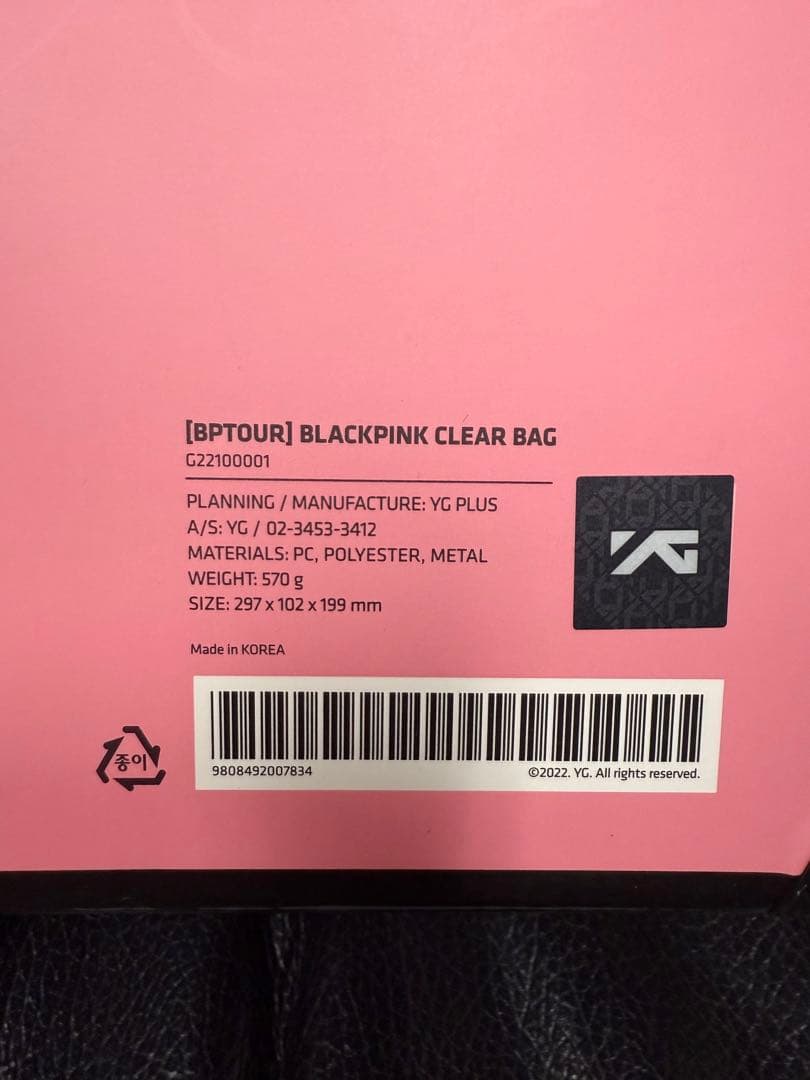 [BPTOUR] BLACKPINK CLEAR BAG
G22100001
PLANNING / MANUFACTURE: YG PLUS
A/S: YG / 02-3453-3412
MATERIALS: PC, POLYESTER, METAL
WEIGHT: 570 g
SIZE: 297 x 102 x 199 mm
YG
Made in KOREA
종이
9808492007834
©2022. YG. All rights reserved.